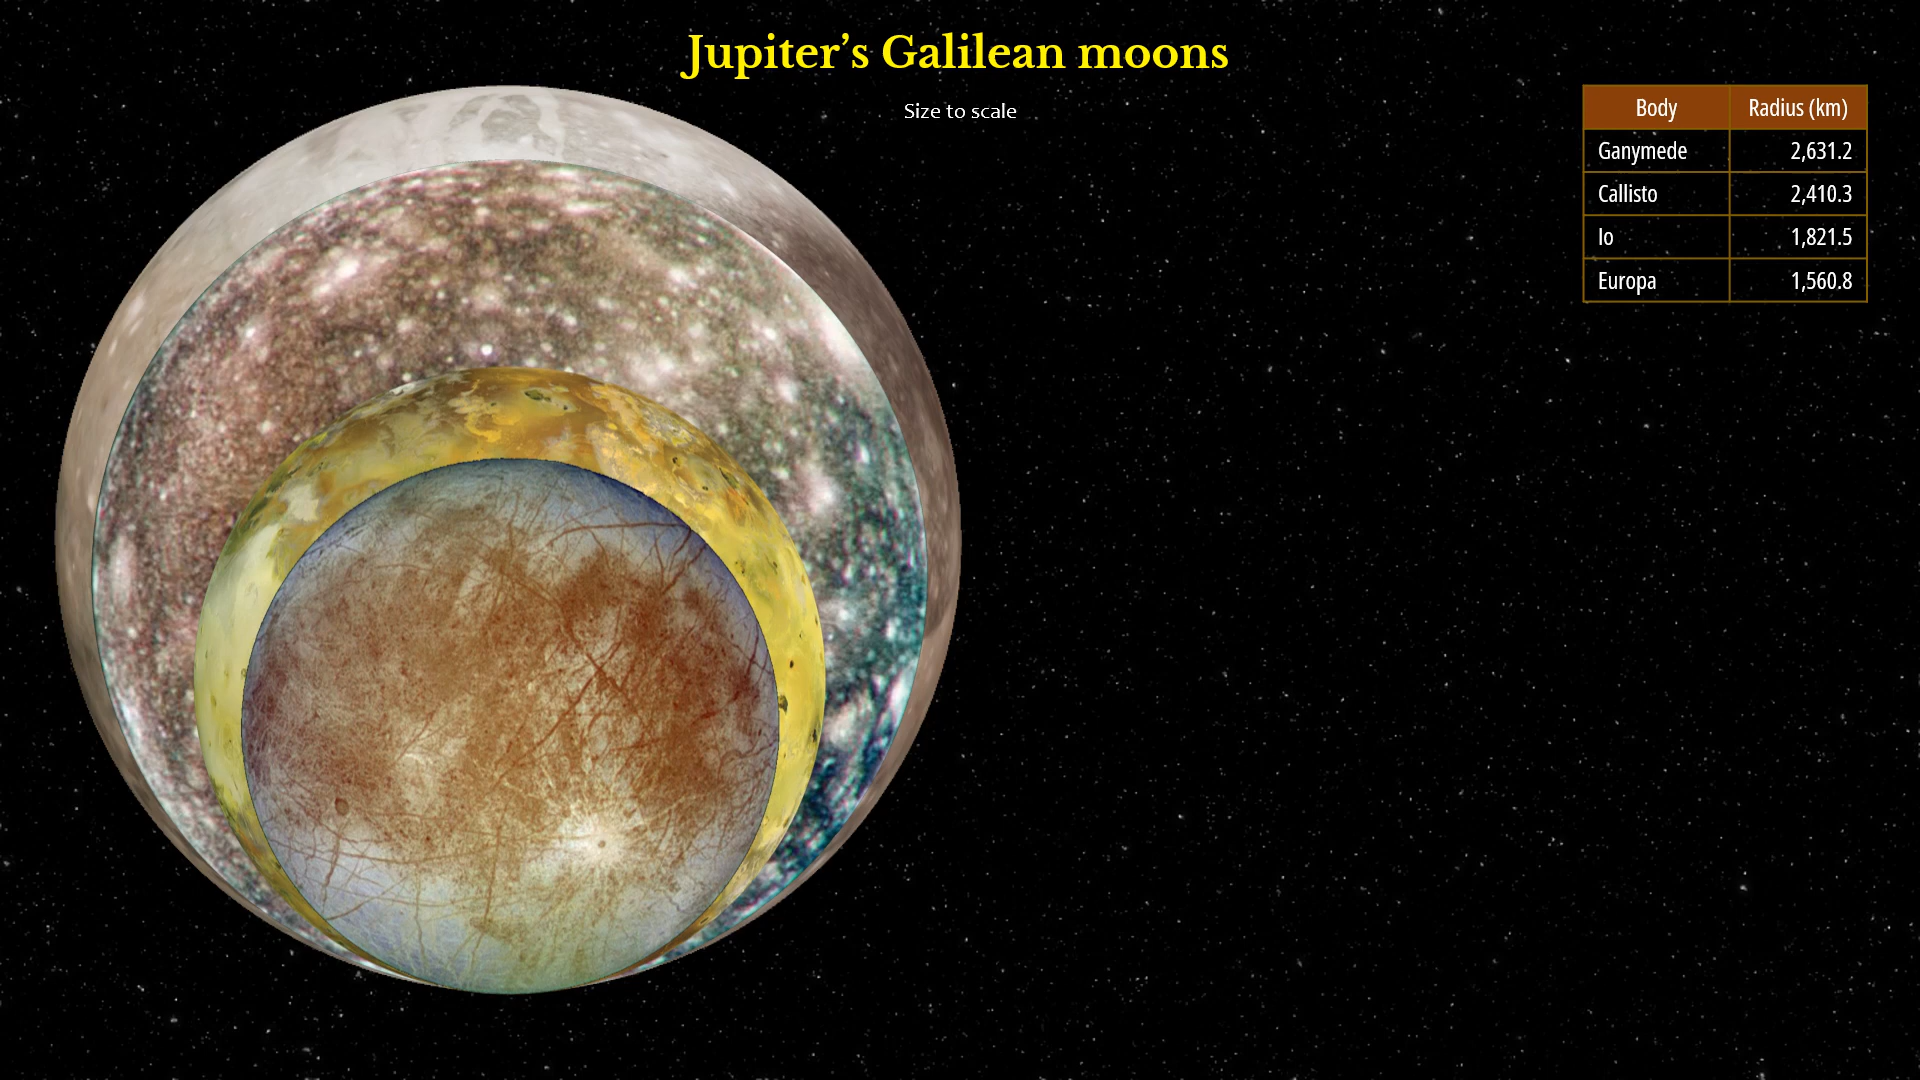 Jupiter’s Galilean moons
Size to scale
Body Radius (km)
Ganymede 2,631.2
Callisto 2,410.3
Io 1,821.5
Europa 1,560.8